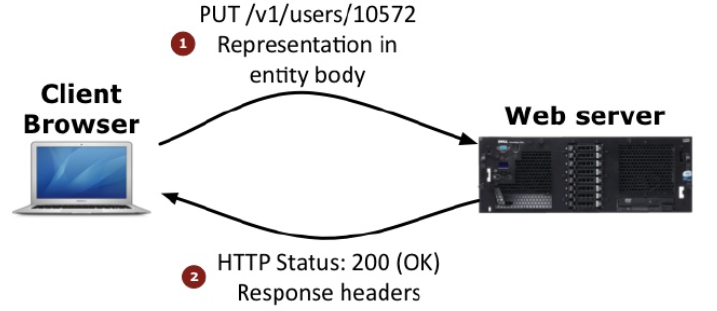 PUT /v1/users/10572
1
Representation in
entity body
Client
Browser
Web server
DELL
2
HTTP Status: 200 (OK)
Response headers